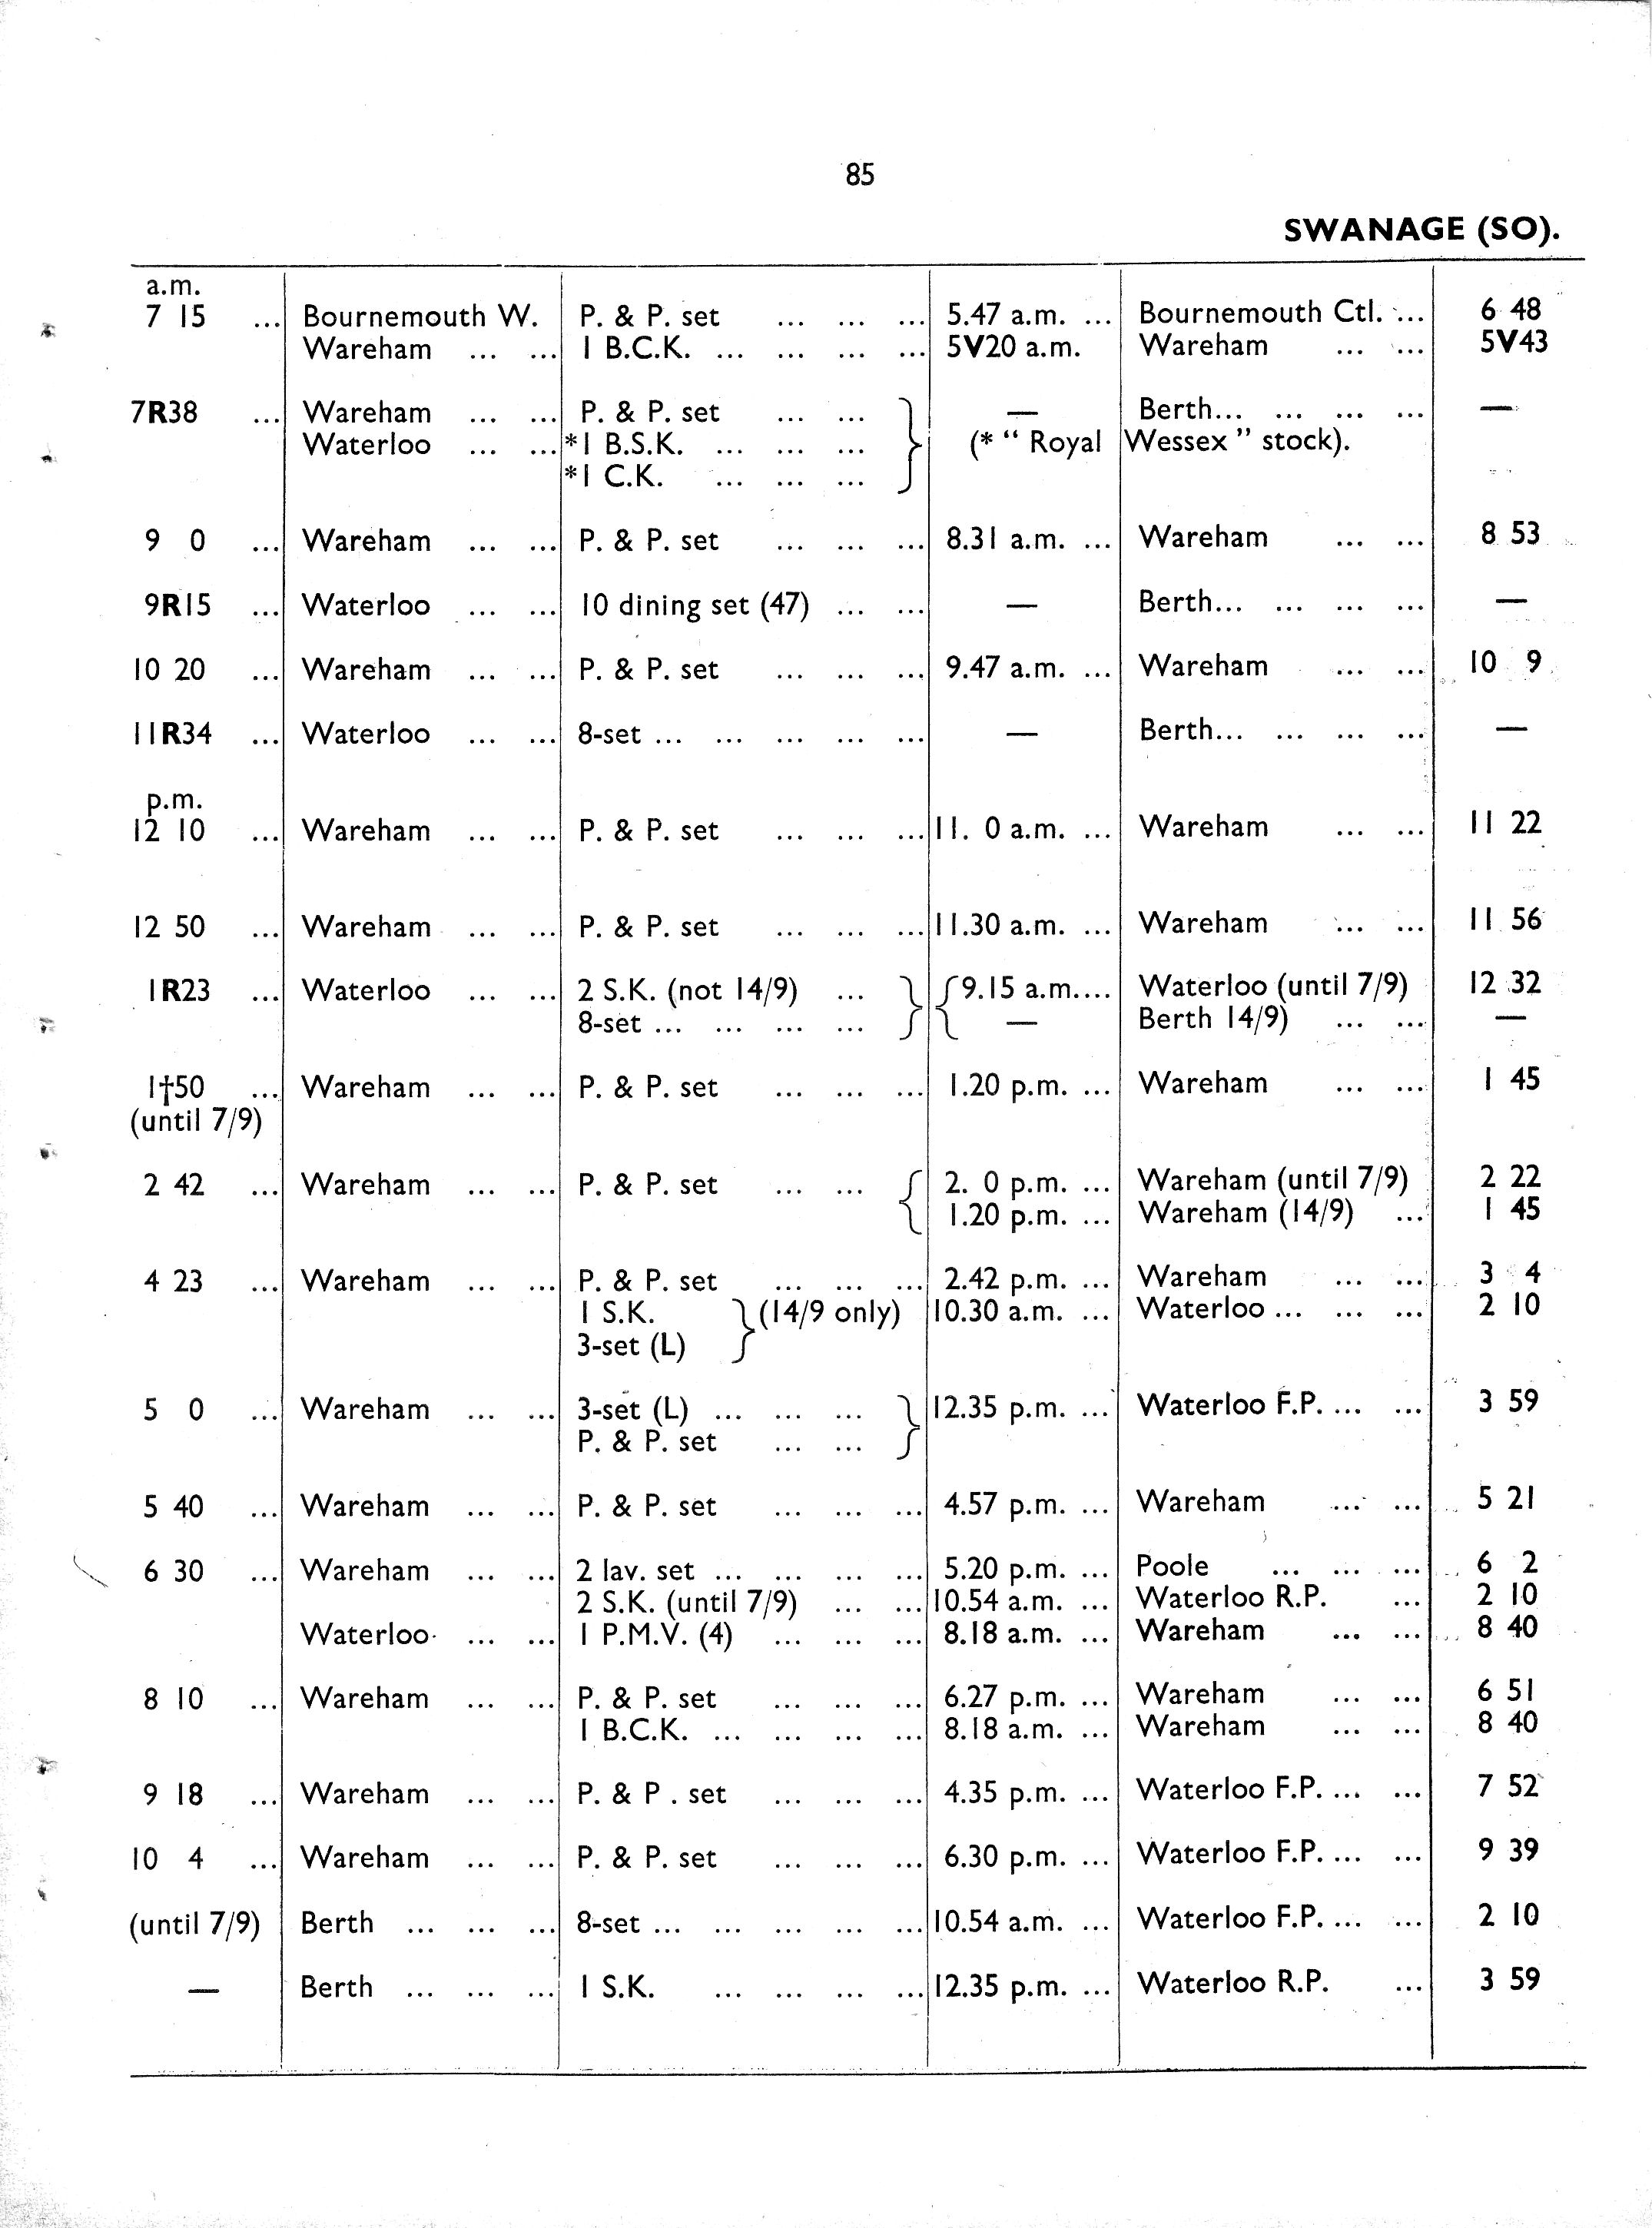 85
SWANAGE (SO).
a.m.
7 15 ... Bournemouth W. P. & P. set ... ... ... 5.47 a.m. ... Bournemouth Ctl. ... 6 48
Wareham ... ... 1 B.C.K. ... ... ... ... 5V20 a.m. Wareham ... ... 5V43
7R38 ... Wareham ... ... P. & P. set ... ... } — Berth... ... ... ... —
Waterloo ... ... *1 B.S.K. ... ... ... (* “ Royal Wessex ” stock).
*1 C.K. ... ... ...
9 0 ... Wareham ... ... P. & P. set ... ... ... 8.31 a.m. ... Wareham ... ... 8 53
9R15 ... Waterloo ... ... 10 dining set (47) ... ... — Berth... ... ... ... —
10 20 ... Wareham ... ... P. & P. set ... ... ... 9.47 a.m. ... Wareham ... ... 10 9
11R34 ... Waterloo ... ... 8-set ... ... ... ... ... — Berth... ... ... ... —
p.m.
12 10 ... Wareham ... ... P. & P. set ... ... ... 11. 0 a.m. ... Wareham ... ... 11 22
12 50 ... Wareham ... ... P. & P. set ... ... ... 11.30 a.m. ... Wareham ... ... 11 56
1R23 ... Waterloo ... ... 2 S.K. (not 14/9) ... } { 9.15 a.m.... Waterloo (until 7/9) 12 32
8-set ... ... ... ... — Berth 14/9) ... ... —
1†50 ... Wareham ... ... P. & P. set ... ... ... 1.20 p.m. ... Wareham ... ... 1 45
(until 7/9)
2 42 ... Wareham ... ... P. & P. set ... ... { 2. 0 p.m. ... Wareham (until 7/9) 2 22
1.20 p.m. ... Wareham (14/9) ... 1 45
4 23 ... Wareham ... ... P. & P. set ... ... ... 2.42 p.m. ... Wareham ... ... 3 4
1 S.K. } (14/9 only) 10.30 a.m. ... Waterloo ... ... ... 2 10
3-set (L)
5 0 ... Wareham ... ... 3-set (L) ... ... ... } 12.35 p.m. ... Waterloo F.P. ... ... 3 59
P. & P. set ... ...
5 40 ... Wareham ... ... P. & P. set ... ... ... 4.57 p.m. ... Wareham ... ... 5 21
6 30 ... Wareham ... ... 2 lav. set ... ... ... ... 5.20 p.m. ... Poole ... ... ... 6 2
2 S.K. (until 7/9) ... ... 10.54 a.m. ... Waterloo R.P. ... 2 10
Waterloo ... ... 1 P.M.V. (4) ... ... ... 8.18 a.m. ... Wareham ... ... 8 40
8 10 ... Wareham ... ... P. & P. set ... ... ... 6.27 p.m. ... Wareham ... ... 6 51
1 B.C.K. ... ... ... ... 8.18 a.m. ... Wareham ... ... 8 40
9 18 ... Wareham ... ... P. & P . set ... ... ... 4.35 p.m. ... Waterloo F.P. ... ... 7 52
10 4 ... Wareham ... ... P. & P. set ... ... ... 6.30 p.m. ... Waterloo F.P. ... ... 9 39
(until 7/9) Berth ... ... ... 8-set ... ... ... ... ... 10.54 a.m. ... Waterloo F.P. ... ... 2 10
— Berth ... ... ... 1 S.K. ... ... ... ... 12.35 p.m. ... Waterloo R.P. ... 3 59